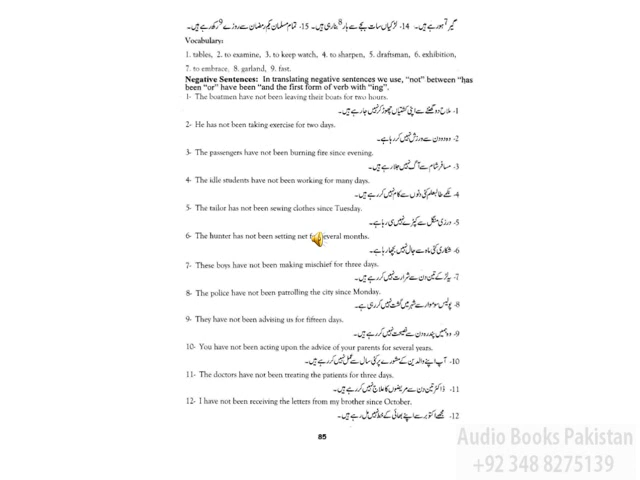 گیر 7 ہو رہے ہیں۔ 14- لڑکیاں سات بجے سے ہار 8 بنا رہی ہیں۔ 15- تمام مسلمان یکم رمضان سے روزے 9 رکھ رہے ہیں۔
Vocabulary:
1. tables, 2. to examine, 3. to keep watch, 4. to sharpen, 5. draftsman, 6. exhibition,
7. to embrace, 8. garland, 9. fast.
Negative Sentences: In translating negative sentences we use, "not" between "has
been "or" have been "and the first form of verb with "ing".
1- The boatmen have not been leaving their boats for two hours.
1- ملاح دو گھنٹے سے اپنی کشتیاں چھوڑ کر نہیں جا رہے ہیں۔
2- He has not been taking exercise for two days.
2- وہ دو دن سے ورزش نہیں کر رہا ہے۔
3- The passengers have not been burning fire since evening.
3- مسافر شام سے آگ نہیں جلا رہے ہیں۔
4- The idle students have not been working for many days.
4- نکمے طالبعلم کئی دنوں سے کام نہیں کر رہے ہیں۔
5- The tailor has not been sewing clothes since Tuesday.
5- درزی منگل سے کپڑے نہیں سی رہا ہے۔
6- The hunter has not been setting net several months.
6- شکاری کئی ماہ سے جال نہیں بچھا رہا ہے۔
7- These boys have not been making mischief for three days.
7- یہ لڑکے تین دن سے شرارت نہیں کر رہے ہیں۔
8- The police have not been patrolling the city since Monday.
8- پولیس سوموار سے شہر میں گشت نہیں کر رہی ہے۔
9- They have not been advising us for fifteen days.
9- وہ ہمیں پندرہ دن سے نصیحت نہیں کر رہے ہیں۔
10- You have not been acting upon the advice of your parents for several years.
10- آپ اپنے والدین کے مشورے پر کئی سال سے عمل نہیں کر رہے ہیں۔
11- The doctors have not been treating the patients for three days.
11- ڈاکٹر تین دن سے مریضوں کا علاج نہیں کر رہے ہیں۔
12- I have not been receiving the letters from my brother since October.
12- مجھے اکتوبر سے اپنے بھائی کے خط نہیں مل رہے ہیں۔
85
Audio Books Pakistan
+92 348 8275139